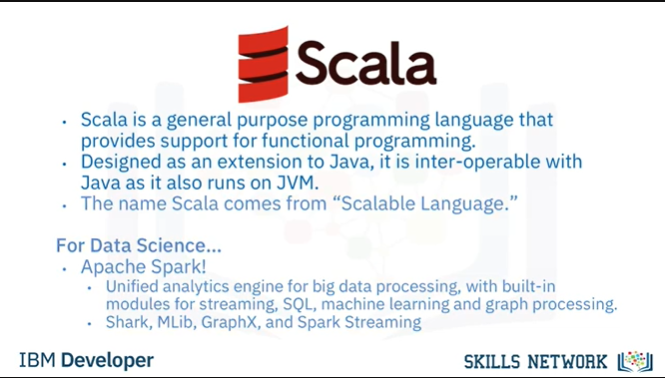 Scala
• Scala is a general purpose programming language that
provides support for functional programming.
• Designed as an extension to Java, it is inter-operable with
Java as it also runs on JVM.
• The name Scala comes from “Scalable Language.”
For Data Science...
• Apache Spark!
• Unified analytics engine for big data processing, with built-in
modules for streaming, SQL, machine learning and graph processing.
• Shark, MLib, GraphX, and Spark Streaming
IBM Developer
SKILLS NETWORK